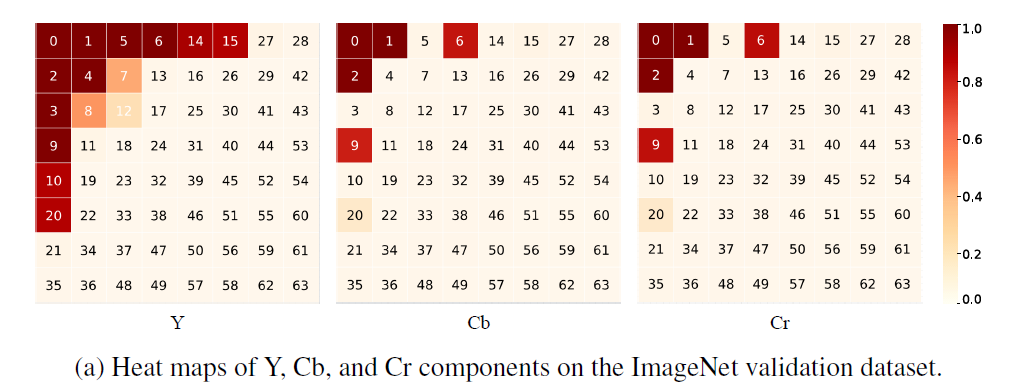 0 1 5 6 14 15 27 28
2 4 7 13 16 26 29 42
3 8 12 17 25 30 41 43
9 11 18 24 31 40 44 53
10 19 23 32 39 45 52 54
20 22 33 38 46 51 55 60
21 34 37 47 50 56 59 61
35 36 48 49 57 58 62 63
Y
0 1 5 6 14 15 27 28
2 4 7 13 16 26 29 42
3 8 12 17 25 30 41 43
9 11 18 24 31 40 44 53
10 19 23 32 39 45 52 54
20 22 33 38 46 51 55 60
21 34 37 47 50 56 59 61
35 36 48 49 57 58 62 63
Cb
0 1 5 6 14 15 27 28
2 4 7 13 16 26 29 42
3 8 12 17 25 30 41 43
9 11 18 24 31 40 44 53
10 19 23 32 39 45 52 54
20 22 33 38 46 51 55 60
21 34 37 47 50 56 59 61
35 36 48 49 57 58 62 63
Cr
1.0
0.8
0.6
0.4
0.2
0.0
(a) Heat maps of Y, Cb, and Cr components on the ImageNet validation dataset.